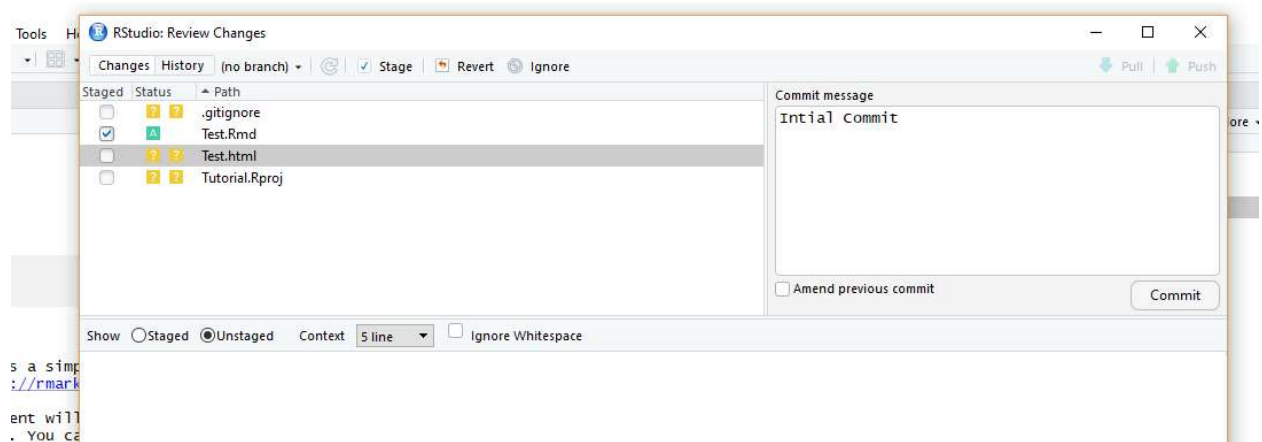 Tools H
RStudio: Review Changes
Changes History (no branch) Stage Revert Ignore Pull Push
Staged Status Path
? ? .gitignore
A Test.Rmd
? ? Test.html
? ? Tutorial.Rproj
Commit message
Intial Commit
ore
Amend previous commit
Commit
Show Staged Unstaged Context 5 line Ignore Whitespace
s a simp
://rmark
ent will
. You ca